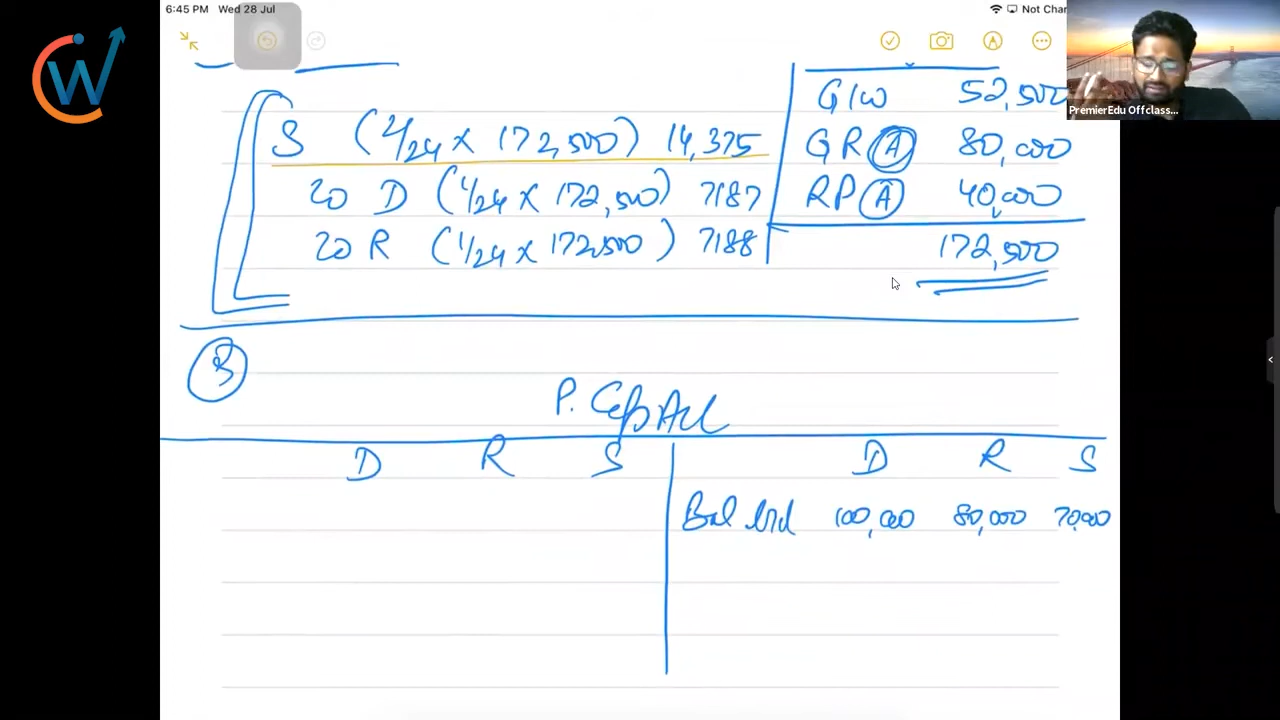 6:45 PM Wed 28 Jul
Not Char
W
PremierEdu Offclass...
G/W 52,500
GR (A) 80,000
RP (A) 40,000
172,500
S (2/24 x 172,500) 14,375
20 D (1/24 x 172,500) 7187
20 R (1/24 x 172,500) 7188
3
P. Cap A/c
D R S
D R S
Bal b/d 100,000 80,000 70,000